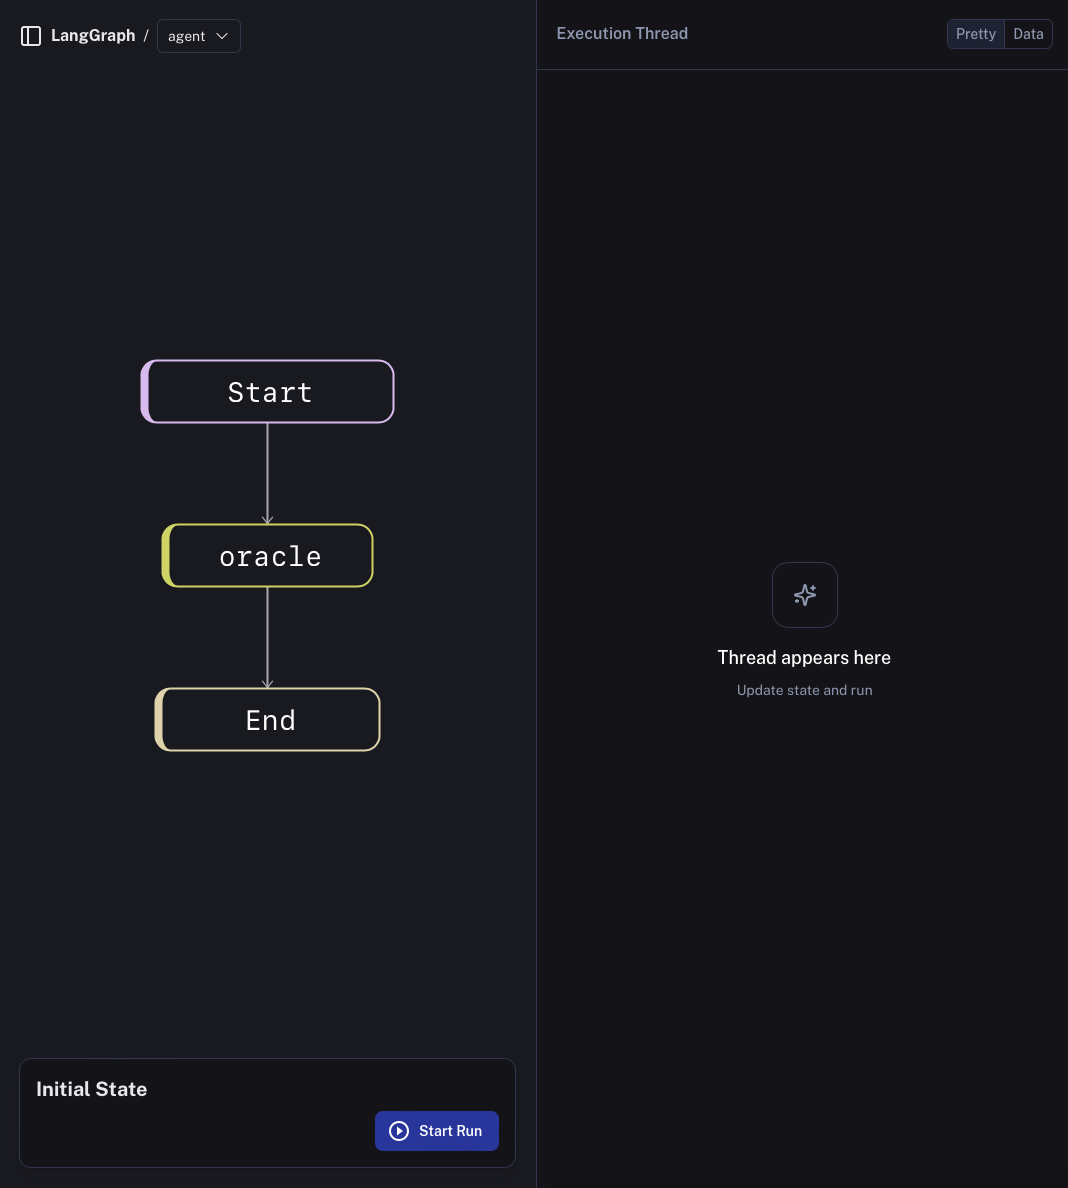 LangGraph / agent
Execution Thread
Pretty Data
Start
oracle
End
Thread appears here
Update state and run
Initial State
Start Run